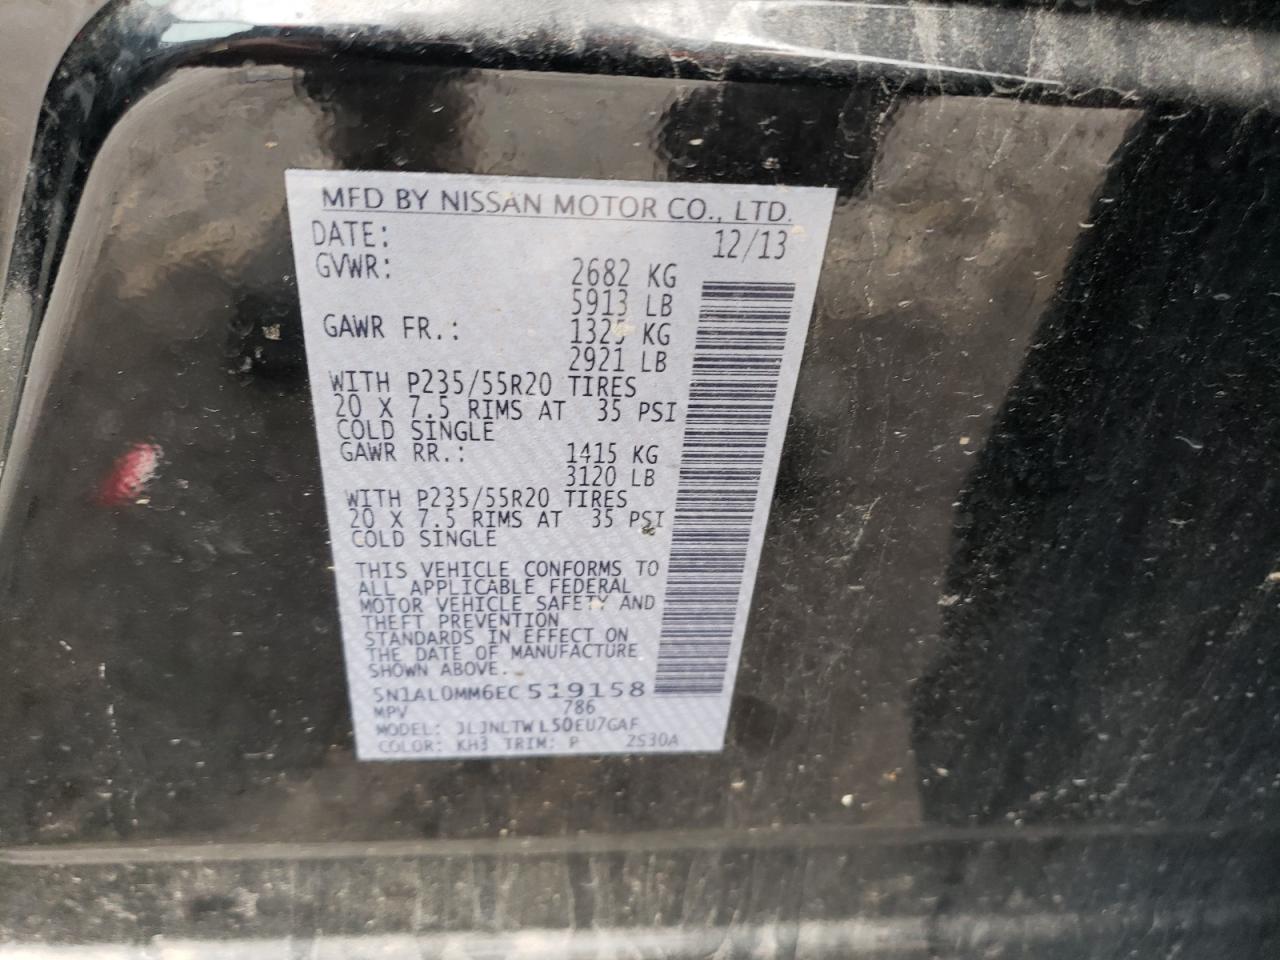 MFD BY NISSAN MOTOR CO., LTD.
DATE: 12/13
GVWR: 2682 KG
5913 LB
GAWR FR.: 1325 KG
2921 LB
WITH P235/55R20 TIRES
20 X 7.5 RIMS AT 35 PSI
COLD SINGLE
GAWR RR.: 1415 KG
3120 LB
WITH P235/55R20 TIRES
20 X 7.5 RIMS AT 35 PSI
COLD SINGLE
THIS VEHICLE CONFORMS TO
ALL APPLICABLE FEDERAL
MOTOR VEHICLE SAFETY AND
THEFT PREVENTION
STANDARDS IN EFFECT ON
THE DATE OF MANUFACTURE
SHOWN ABOVE.
5N1AL0MM6EC519158
MPV 786
MODEL:
COLOR: KH3 TRIM: P 2S30A